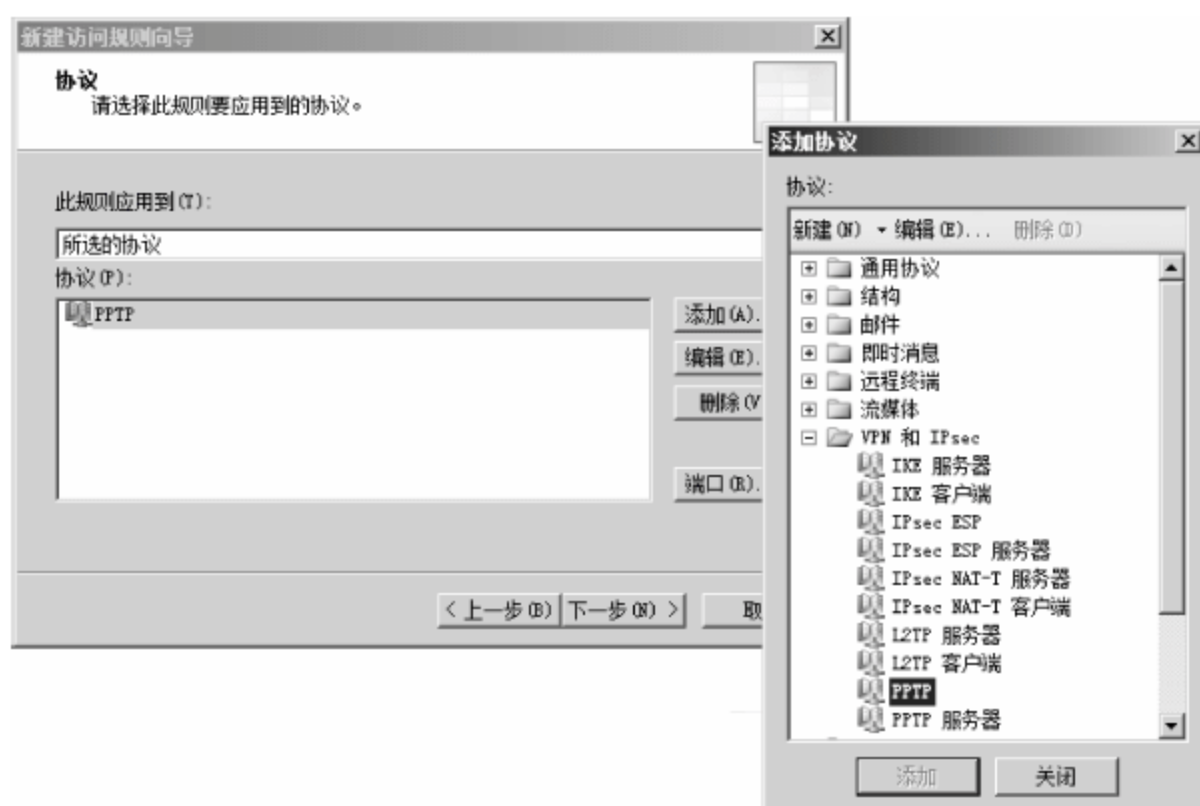 新建访问规则向导
协议
请选择此规则要应用到的协议。
此规则应用到(T):
所选的协议
协议(P):
PPTP
添加(A).
编辑(E).
删除(V
端口(R).
< 上一步(B)
下一步(N) >
取
添加协议
协议:
新建(N) 编辑(E)... 删除(D)
通用协议
结构
邮件
即时消息
远程终端
流媒体
VPN 和 IPsec
IKE 服务器
IKE 客户端
IPsec ESP
IPsec ESP 服务器
IPsec NAT-T 服务器
IPsec NAT-T 客户端
L2TP 服务器
L2TP 客户端
PPTP
PPTP 服务器
添加
关闭